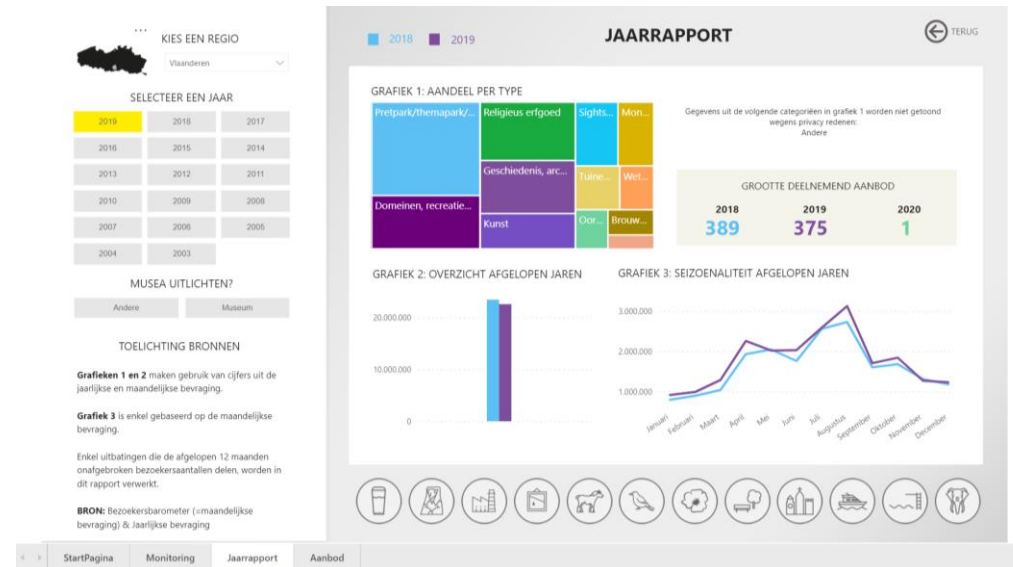 KIES EEN REGIO
Vlaanderen
SELECTEER EEN JAAR
2019 2018 2017
2016 2015 2014
2013 2012 2011
2010 2009 2008
2007 2006 2005
2004 2003
MUSEA UITLICHTEN?
Andere Museum
TOELICHTING BRONNEN
Grafieken 1 en 2 maken gebruik van cijfers uit de
jaarlijkse en maandelijkse bevraging.
Grafiek 3 is enkel gebaseerd op de maandelijkse
bevraging.
Enkel uitbatingen die de afgelopen 12 maanden
onafgebroken bezoekersaantallen delen, worden in
dit rapport verwerkt.
BRON: Bezoekersbarometer (=maandelijkse
bevraging) & Jaarlijkse bevraging
2018 2019
JAARRAPPORT
TERUG
GRAFIEK 1: AANDEEL PER TYPE
Pretpark/themapark/... Religieus erfgoed Sights... Mon...
Geschiedenis, arc... Tuine... Wet...
Domeinen, recreatie... Kunst Oor... Brouw...
Gegevens uit de volgende categoriëen in grafiek 1 worden niet getoond
wegens privacy redenen:
Andere
GROOTTE DEELNEMEND AANBOD
2018 2019 2020
389 375 1
GRAFIEK 2: OVERZICHT AFGELOPEN JAREN
20.000.000
10.000.000
0
GRAFIEK 3: SEIZOENALITEIT AFGELOPEN JAREN
3.000.000
2.000.000
1.000.000
Januari Februari Maart April Mei Juni Juli Augustus September Oktober November December
StartPagina Monitoring Jaarrapport Aanbod